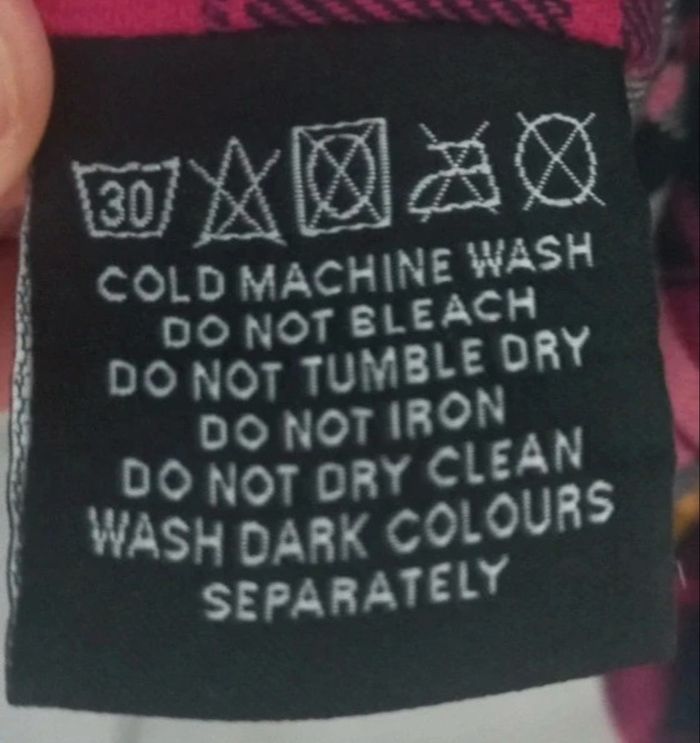 30
COLD MACHINE WASH
DO NOT BLEACH
DO NOT TUMBLE DRY
DO NOT IRON
DO NOT DRY CLEAN
WASH DARK COLOURS
SEPARATELY